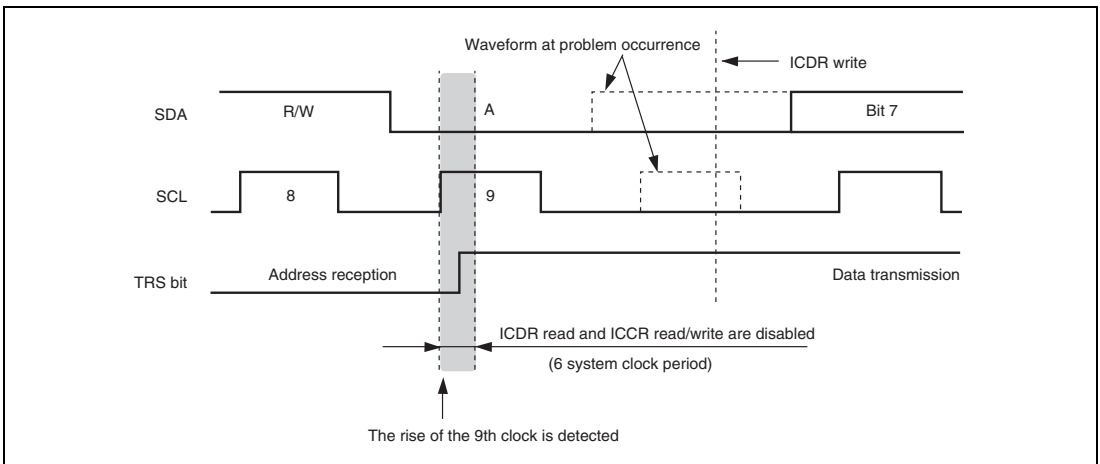 Waveform at problem occurrence
ICDR write
SDA
R/W
A
Bit 7
SCL
8
9
TRS bit
Address reception
Data transmission
ICDR read and ICCR read/write are disabled
(6 system clock period)
The rise of the 9th clock is detected